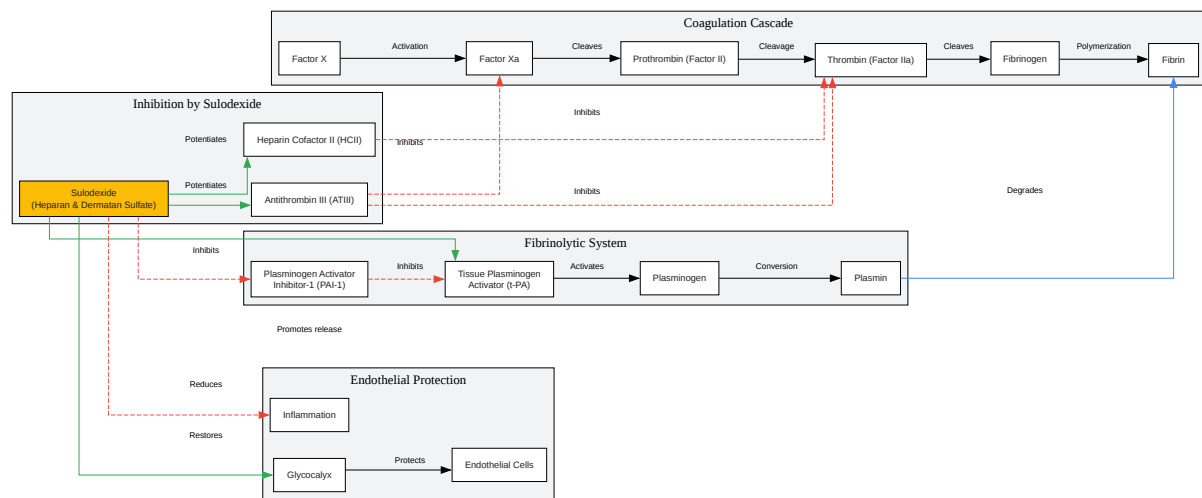 Coagulation Cascade
Factor X
Activation
Factor Xa
Cleaves
Prothrombin (Factor II)
Cleavage
Thrombin (Factor IIa)
Cleaves
Fibrinogen
Polymerization
Fibrin
Inhibition by Sulodexide
Inhibits
Potentiates
Heparin Cofactor II (HCII)
Inhibits
Potentiates
Sulodexide
(Heparan & Dermatan Sulfate)
Antithrombin III (ATIII)
Inhibits
Degrades
Fibrinolytic System
Inhibits
Plasminogen Activator
Inhibitor-1 (PAI-1)
Inhibits
Tissue Plasminogen
Activator (t-PA)
Activates
Plasminogen
Conversion
Plasmin
Promotes release
Endothelial Protection
Reduces
Inflammation
Restores
Glycocalyx
Protects
Endothelial Cells